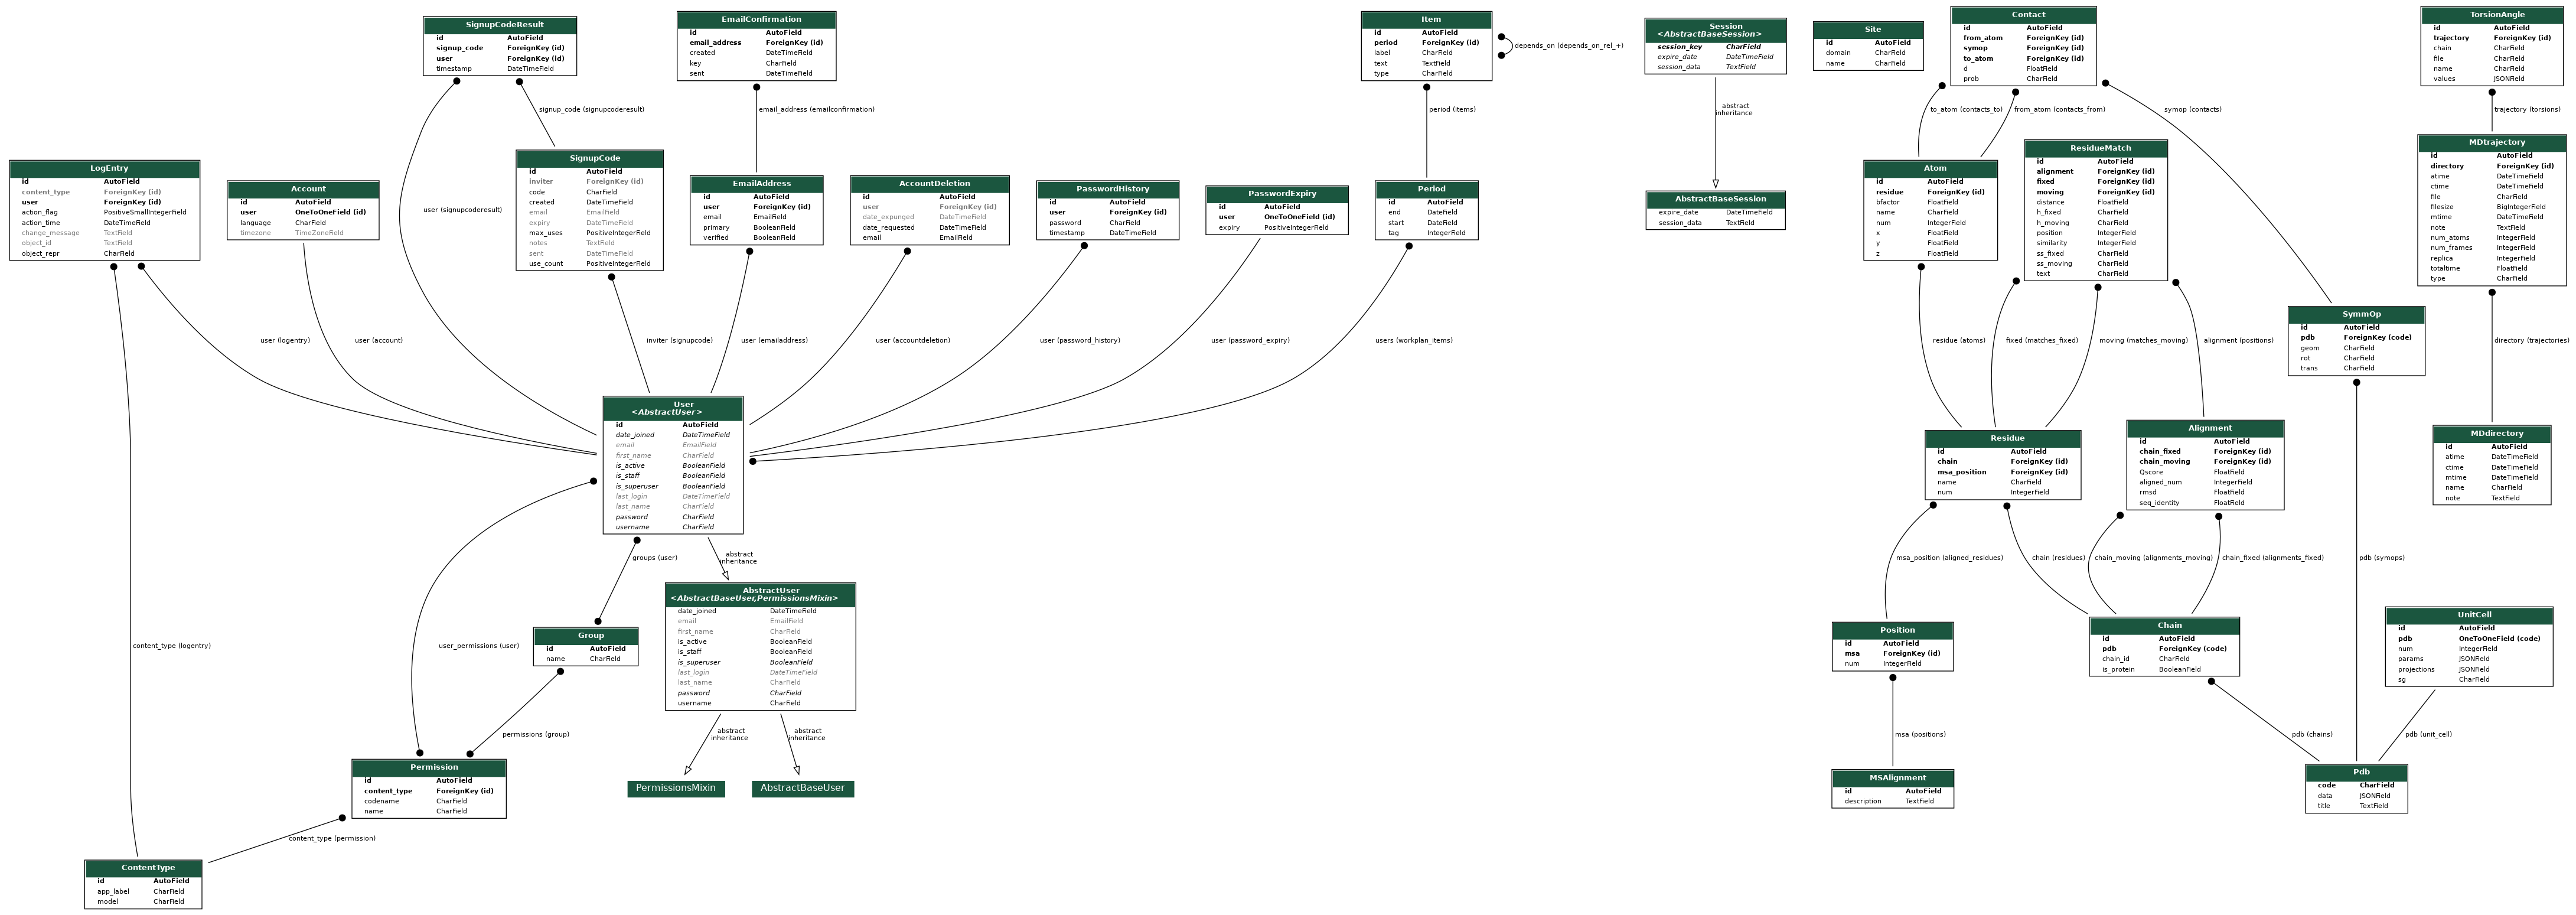 SignupCodeResult
id AutoField
signup_code ForeignKey (id)
user ForeignKey (id)
timestamp DateTimeField
EmailConfirmation
id AutoField
email_address ForeignKey (id)
created DateTimeField
key CharField
sent DateTimeField
Item
id AutoField
period ForeignKey (id)
label CharField
text TextField
type CharField
depends_on (depends_on_rel_+)
Session
<AbstractBaseSession>
session_key CharField
expire_date DateTimeField
session_data TextField
Site
id AutoField
domain CharField
name CharField
Contact
id AutoField
from_atom ForeignKey (id)
symop ForeignKey (id)
to_atom ForeignKey (id)
d FloatField
prob CharField
TorsionAngle
id AutoField
trajectory ForeignKey (id)
chain CharField
file CharField
name CharField
values JSONField
signup_code (signupcoderesult)
email_address (emailconfirmation)
period (items)
abstract
inheritance
to_atom (contacts_to)
from_atom (contacts_from)
symop (contacts)
trajectory (torsions)
LogEntry
id AutoField
content_type ForeignKey (id)
user ForeignKey (id)
action_flag PositiveSmallIntegerField
action_time DateTimeField
change_message TextField
object_id TextField
object_repr CharField
Account
id AutoField
user OneToOneField (id)
language CharField
timezone TimeZoneField
user (signupcoderesult)
SignupCode
id AutoField
inviter ForeignKey (id)
code CharField
created DateTimeField
email EmailField
expiry DateTimeField
max_uses PositiveIntegerField
notes TextField
sent DateTimeField
use_count PositiveIntegerField
EmailAddress
id AutoField
user ForeignKey (id)
email EmailField
primary BooleanField
verified BooleanField
AccountDeletion
id AutoField
user ForeignKey (id)
date_expunged DateTimeField
date_requested DateTimeField
email EmailField
PasswordHistory
id AutoField
user ForeignKey (id)
password CharField
timestamp DateTimeField
PasswordExpiry
id AutoField
user OneToOneField (id)
expiry PositiveIntegerField
Period
id AutoField
end DateField
start DateField
tag IntegerField
AbstractBaseSession
expire_date DateTimeField
session_data TextField
Atom
id AutoField
residue ForeignKey (id)
bfactor FloatField
name CharField
num IntegerField
x FloatField
y FloatField
z FloatField
ResidueMatch
id AutoField
alignment ForeignKey (id)
fixed ForeignKey (id)
moving ForeignKey (id)
distance FloatField
h_fixed CharField
h_moving CharField
position IntegerField
similarity IntegerField
ss_fixed CharField
ss_moving CharField
text CharField
MDtrajectory
id AutoField
directory ForeignKey (id)
atime DateTimeField
ctime DateTimeField
file CharField
filesize BigIntegerField
mtime DateTimeField
note TextField
num_atoms IntegerField
num_frames IntegerField
replica IntegerField
totaltime FloatField
type CharField
SymmOp
id AutoField
pdb ForeignKey (code)
geom CharField
rot CharField
trans CharField
user (logentry)
user (account)
inviter (signupcode)
user (emailaddress)
user (accountdeletion)
user (password_history)
user (password_expiry)
users (workplan_items)
residue (atoms)
fixed (matches_fixed)
moving (matches_moving)
alignment (positions)
directory (trajectories)
User
<AbstractUser>
id AutoField
date_joined DateTimeField
email EmailField
first_name CharField
is_active BooleanField
is_staff BooleanField
is_superuser BooleanField
last_login DateTimeField
last_name CharField
password CharField
username CharField
Residue
id AutoField
chain ForeignKey (id)
msa_position ForeignKey (id)
name CharField
num IntegerField
Alignment
id AutoField
chain_fixed ForeignKey (id)
chain_moving ForeignKey (id)
Qscore FloatField
aligned_num IntegerField
rmsd FloatField
seq_identity FloatField
MDdirectory
id AutoField
atime DateTimeField
ctime DateTimeField
mtime DateTimeField
name CharField
note TextField
groups (user)
abstract
inheritance
msa_position (aligned_residues)
chain (residues)
chain_moving (alignments_moving)
chain_fixed (alignments_fixed)
pdb (symops)
content_type (logentry)
user_permissions (user)
Group
id AutoField
name CharField
AbstractUser
<AbstractBaseUser,PermissionsMixin>
date_joined DateTimeField
email EmailField
first_name CharField
is_active BooleanField
is_staff BooleanField
is_superuser BooleanField
last_login DateTimeField
last_name CharField
password CharField
username CharField
Position
id AutoField
msa ForeignKey (id)
num IntegerField
Chain
id AutoField
pdb ForeignKey (code)
chain_id CharField
is_protein BooleanField
UnitCell
id AutoField
pdb OneToOneField (code)
num IntegerField
params JSONField
projections JSONField
sg CharField
permissions (group)
abstract
inheritance
abstract
inheritance
msa (positions)
pdb (chains)
pdb (unit_cell)
Permission
id AutoField
content_type ForeignKey (id)
codename CharField
name CharField
PermissionsMixin
AbstractBaseUser
MSAlignment
id AutoField
description TextField
Pdb
code CharField
data JSONField
title TextField
content_type (permission)
ContentType
id AutoField
app_label CharField
model CharField